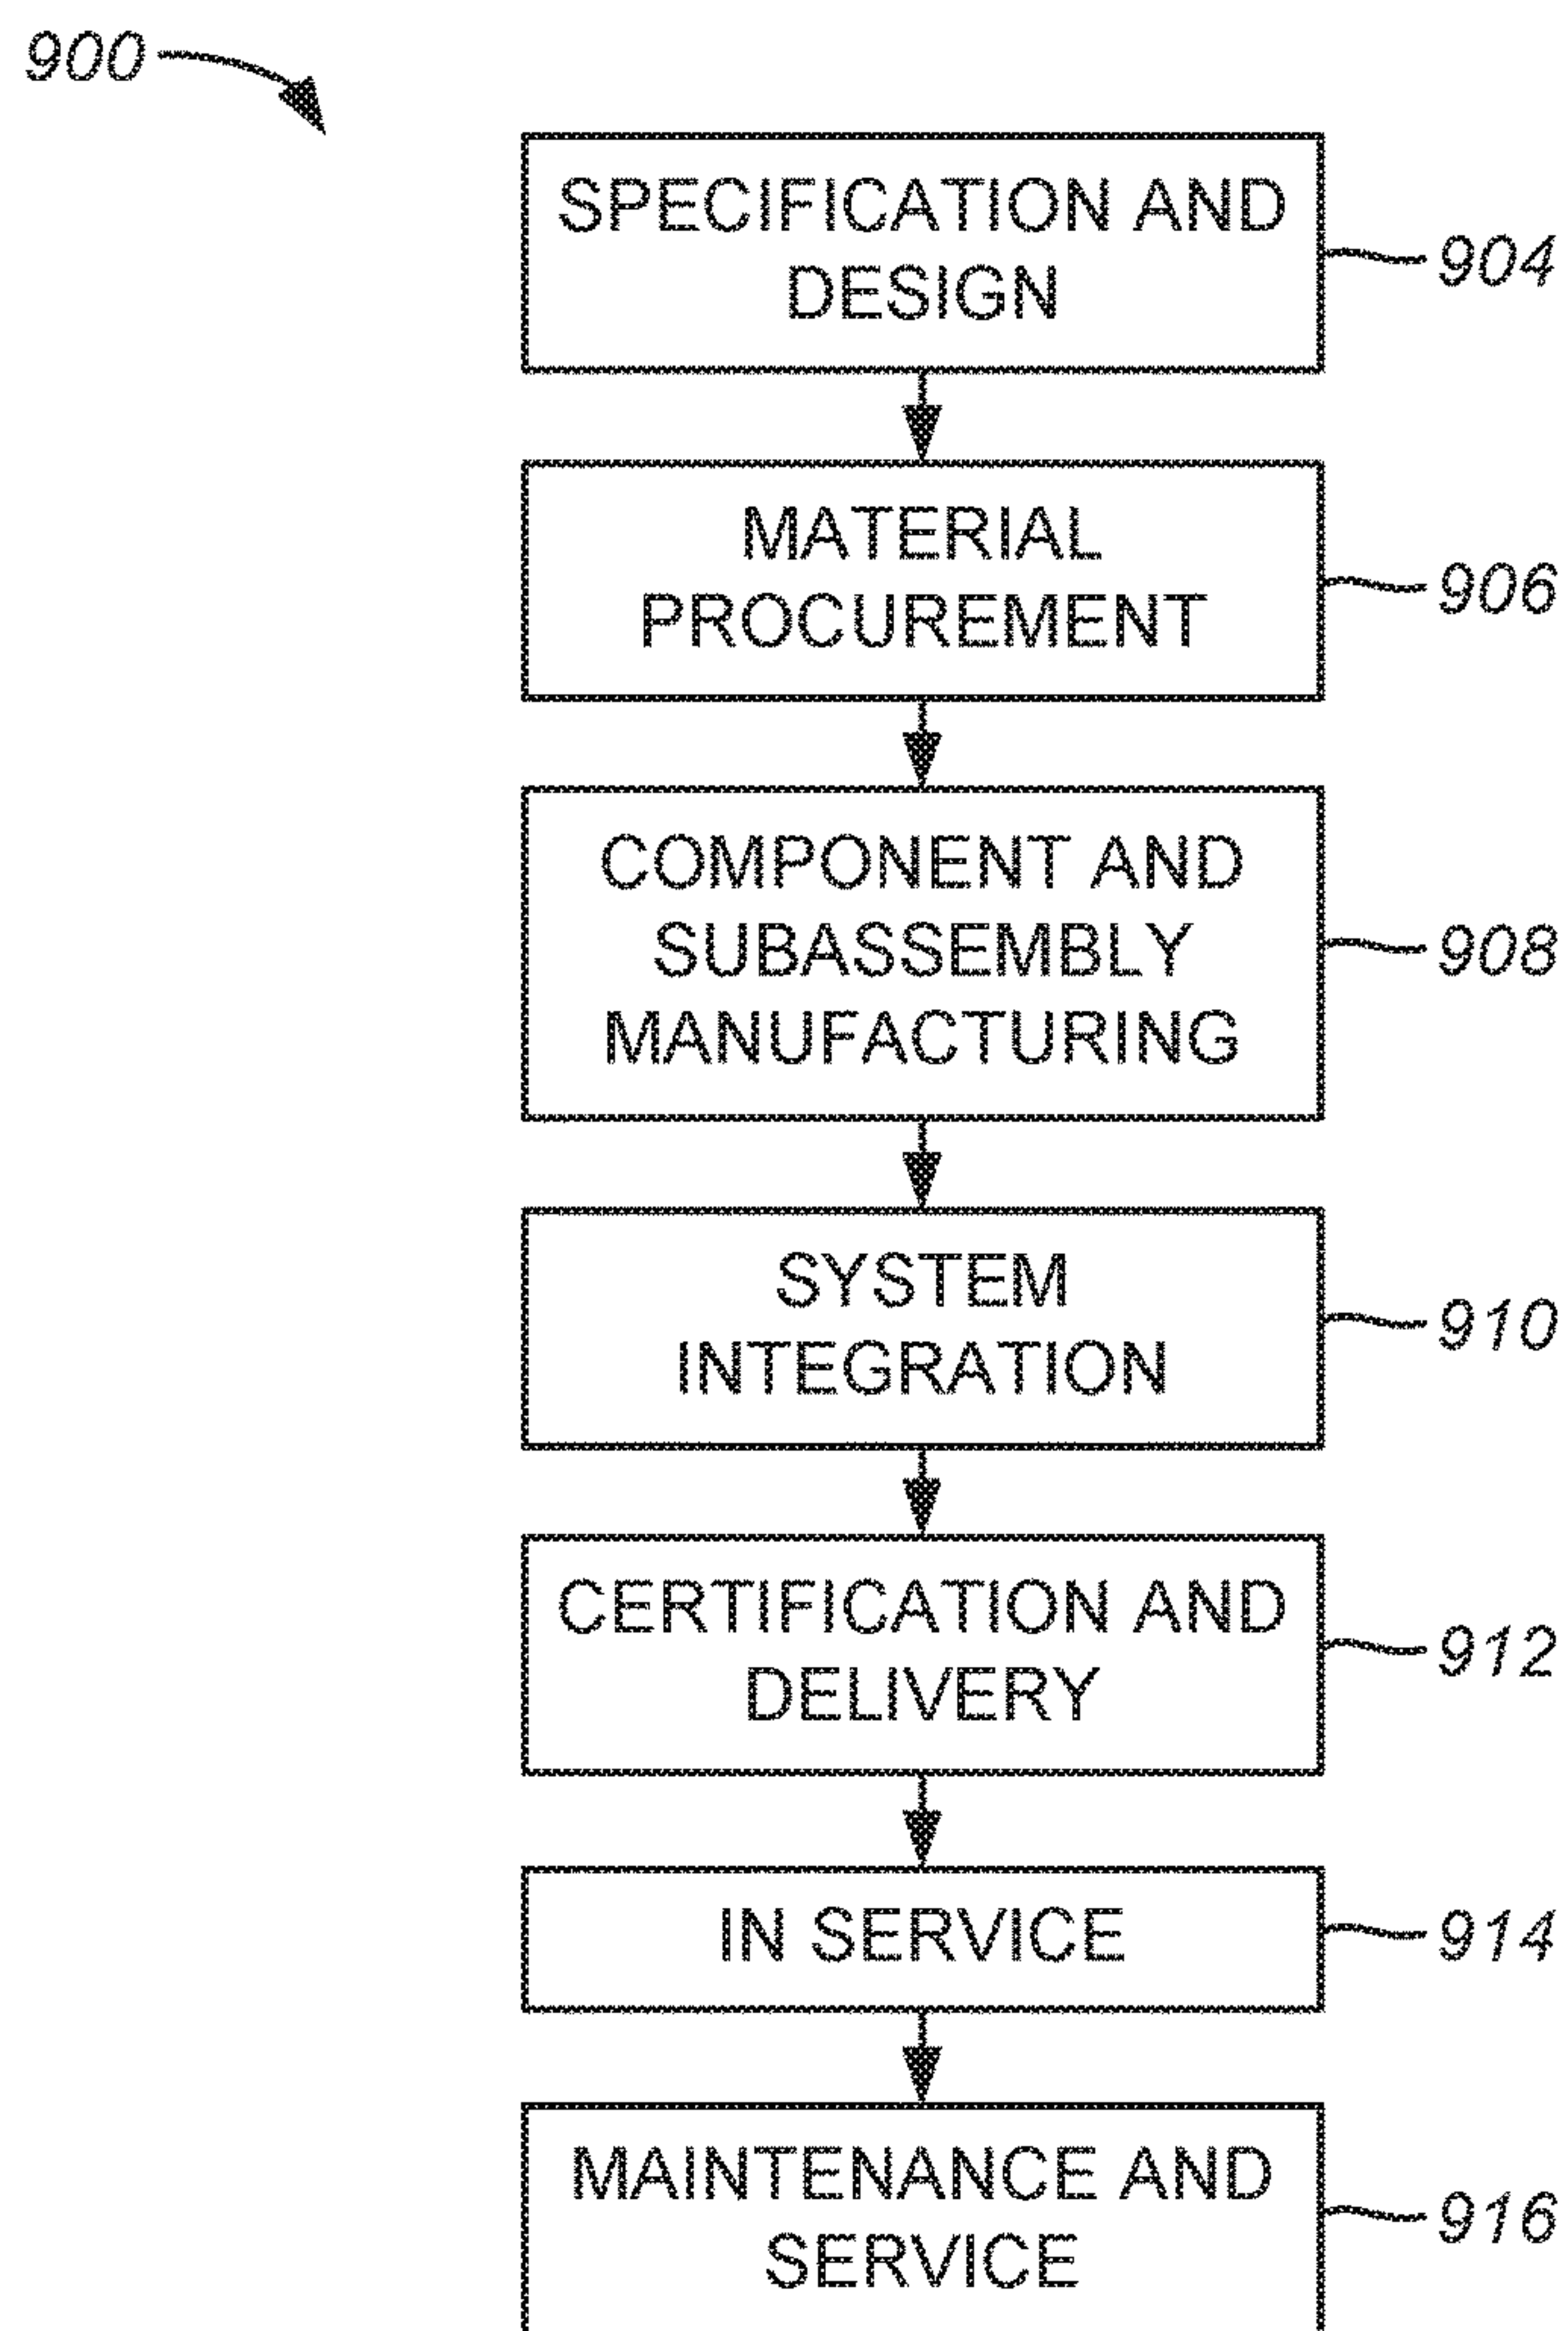 900
SPECIFICATION AND
DESIGN
904
MATERIAL
PROCUREMENT
906
COMPONENT AND
SUBASSEMBLY
MANUFACTURING
908
SYSTEM
INTEGRATION
910
CERTIFICATION AND
DELIVERY
912
IN SERVICE
914
MAINTENANCE AND
SERVICE
916